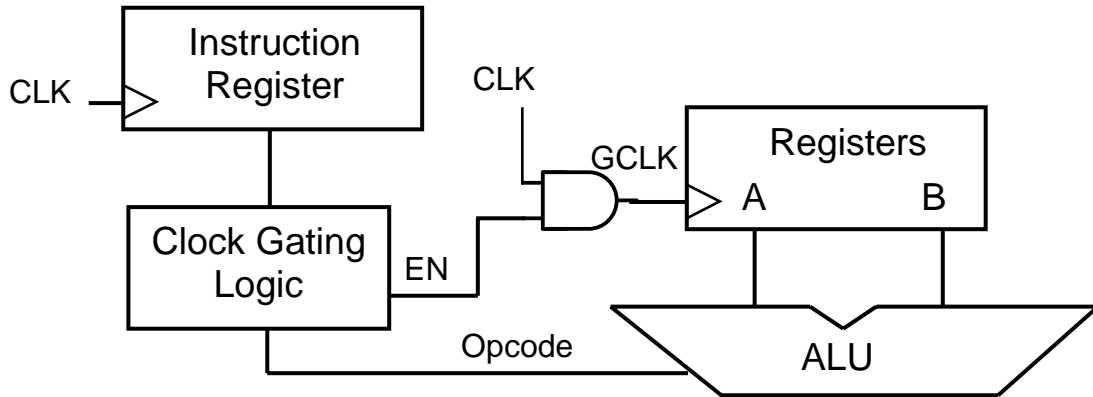 Instruction
Register
CLK
CLK
GCLK
Registers
A B
Clock Gating
Logic
EN
Opcode
ALU